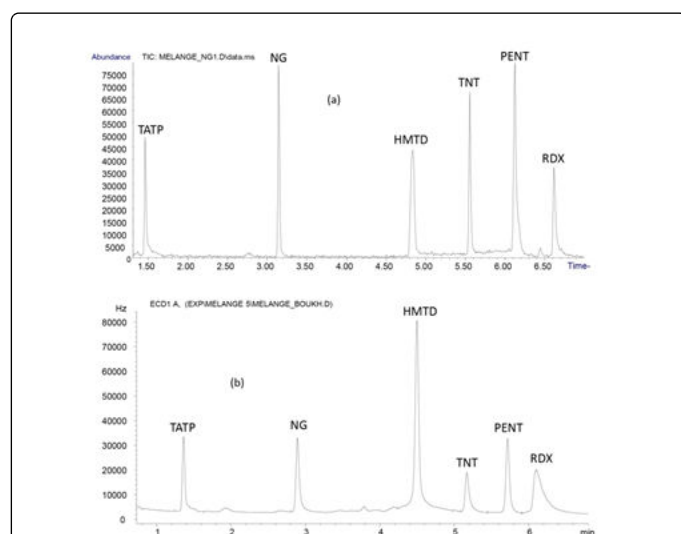 Abundance TIC: MELANGE_NG1.D\data.ms
75000
70000
65000
60000
55000
50000
45000
40000
35000
30000
25000
20000
15000
10000
5000
0
TATP
NG
(a)
HMTD
TNT
PENT
RDX
1.50 2.00 2.50 3.00 3.50 4.00 4.50 5.00 5.50 6.00 6.50
Time-
ECD1 A, (EXP\MELANGE 5\MELANGE_BOUKH.D)
Hz
80000
70000
60000
50000
40000
30000
20000
10000
0
(b)
TATP
NG
HMTD
TNT
PENT
RDX
1 2 3 4 5 6 min